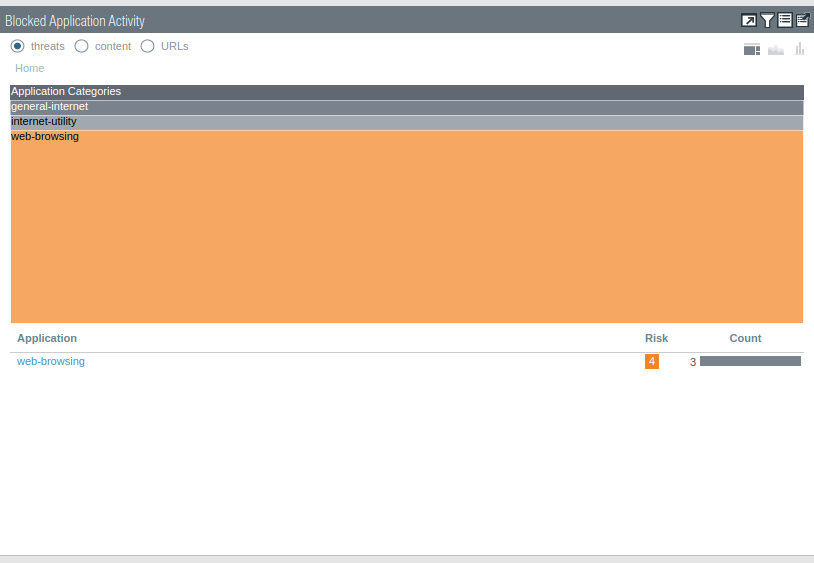 Blocked Application Activity
threats content URLs
Home
Application Categories
general-internet
internet-utility
web-browsing
Application Risk Count
web-browsing 4 3